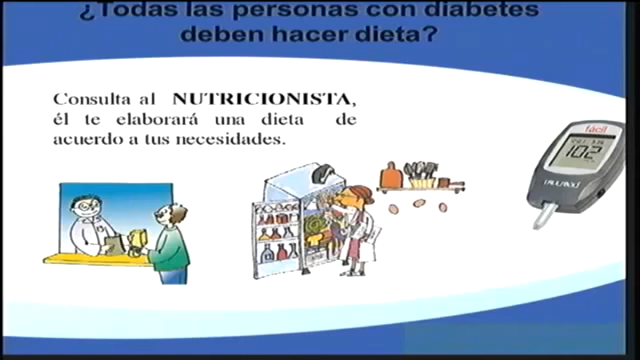 ¿Todas las personas con diabetes
deben hacer dieta?
Consulta al NUTRICIONISTA,
él te elaborará una dieta de
acuerdo a tus necesidades.
fácil
102